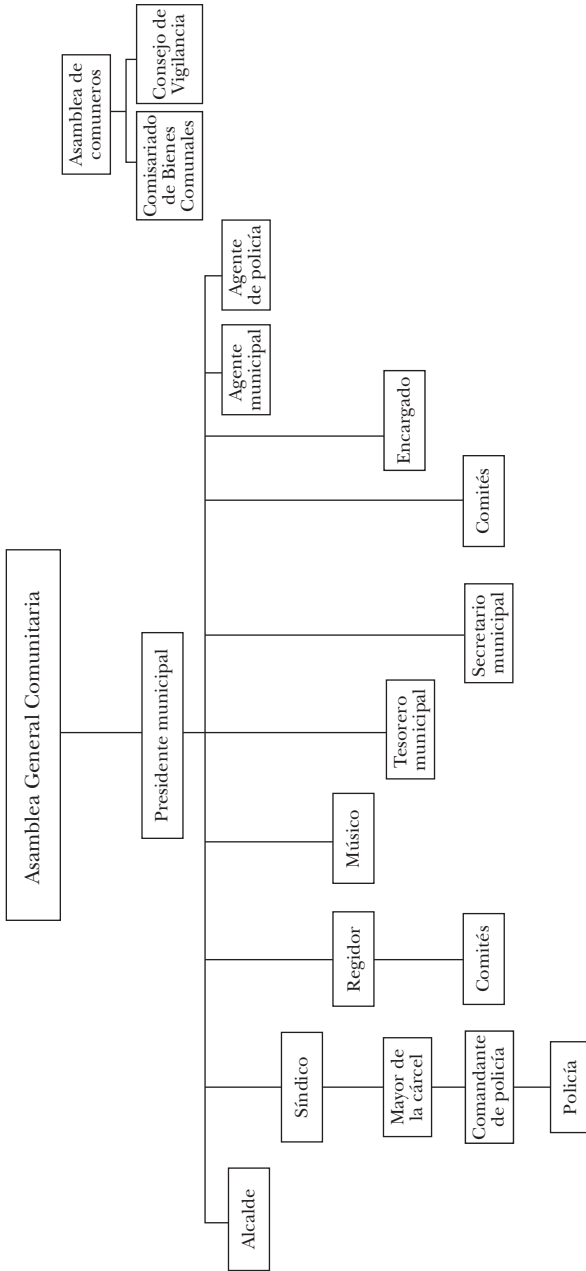 Asamblea General Comunitaria
Presidente municipal
Alcalde
Síndico
Mayor de
la cárcel
Comandante
de policía
Policía
Regidor
Comités
Músico
Tesorero
municipal
Secretario
municipal
Comités
Encargado
Agente
municipal
Agente
de policía
Asamblea de
comuneros
Comisariado
de Bienes
Comunales
Consejo de
Vigilancia